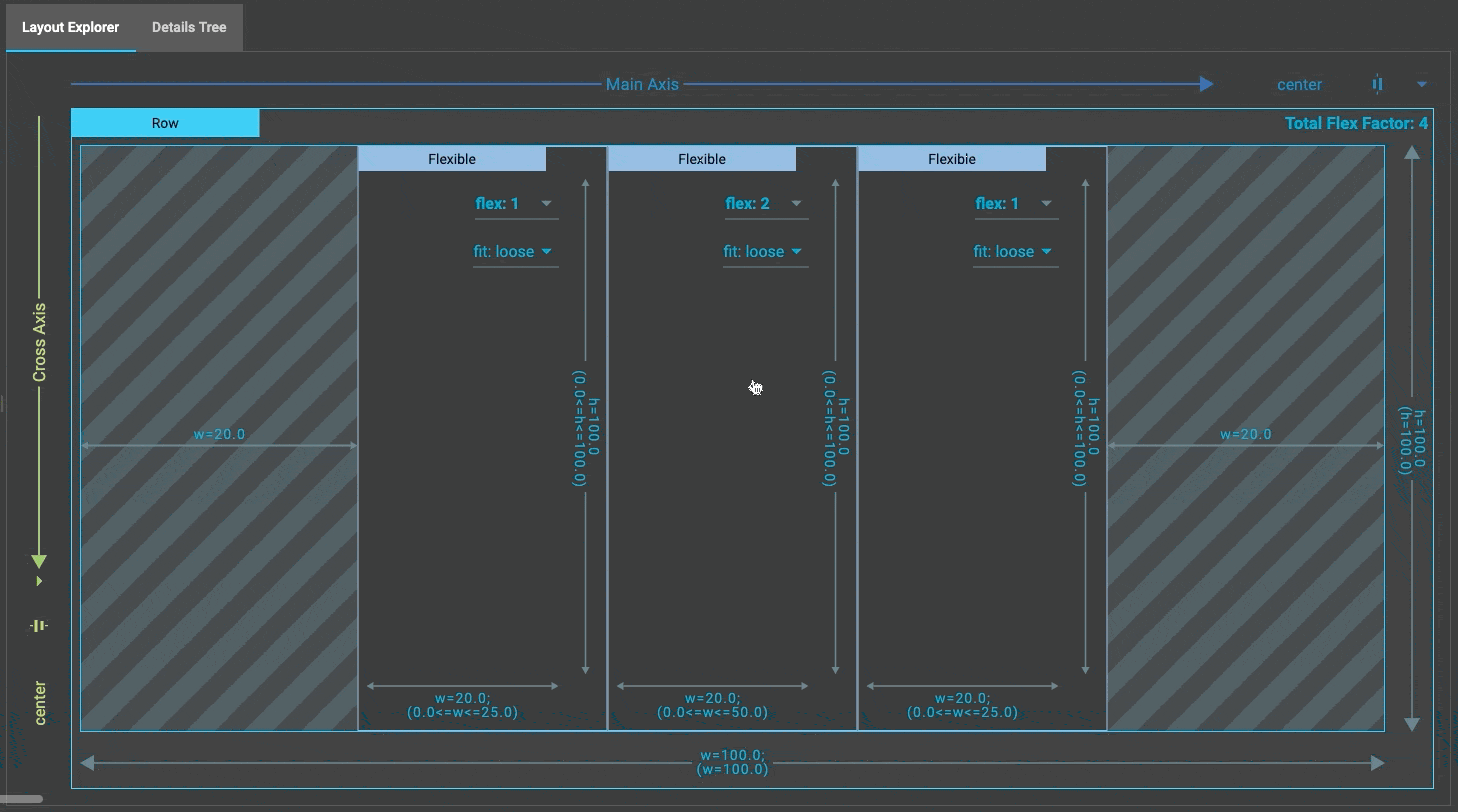 Layout Explorer
Details Tree
Main Axis
center
Row
Total Flex Factor: 4
Flexible
Flexible
Flexible
flex: 1
flex: 2
flex: 1
fit: loose
fit: loose
fit: loose
Cross Axis
h=100.0
(0.0<=h<=100.0)
h=100.0
(0.0<=h<=100.0)
h=100.0
(0.0<=h<=100.0)
h=100.0
(h=100.0)
w=20.0
w=20.0
center
w=20.0;
(0.0<=w<=25.0)
w=20.0;
(0.0<=w<=50.0)
w=20.0;
(0.0<=w<=25.0)
w=100.0;
(w=100.0)